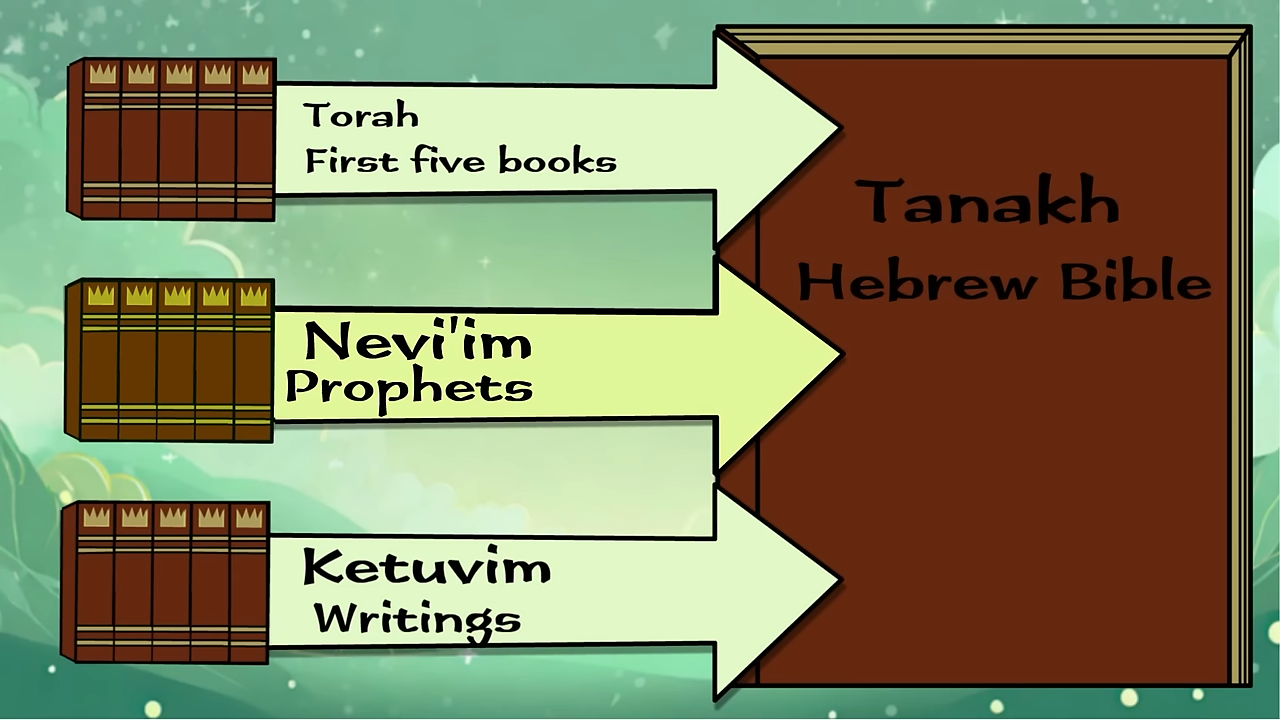 Torah
First five books
Nevi'im
Prophets
Ketuvim
Writings
Tanakh
Hebrew Bible